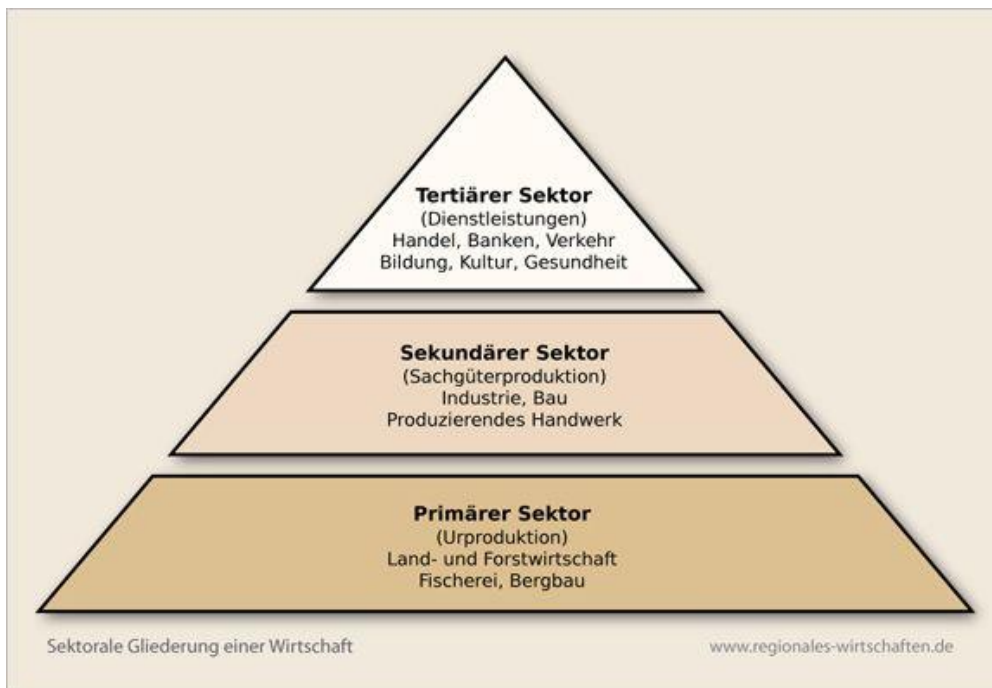 Tertiärer Sektor
(Dienstleistungen)
Handel, Banken, Verkehr
Bildung, Kultur, Gesundheit
Sekundärer Sektor
(Sachgüterproduktion)
Industrie, Bau
Produzierendes Handwerk
Primärer Sektor
(Urproduktion)
Land- und Forstwirtschaft
Fischerei, Bergbau
Sektorale Gliederung einer Wirtschaft
www.regionales-wirtschaften.de